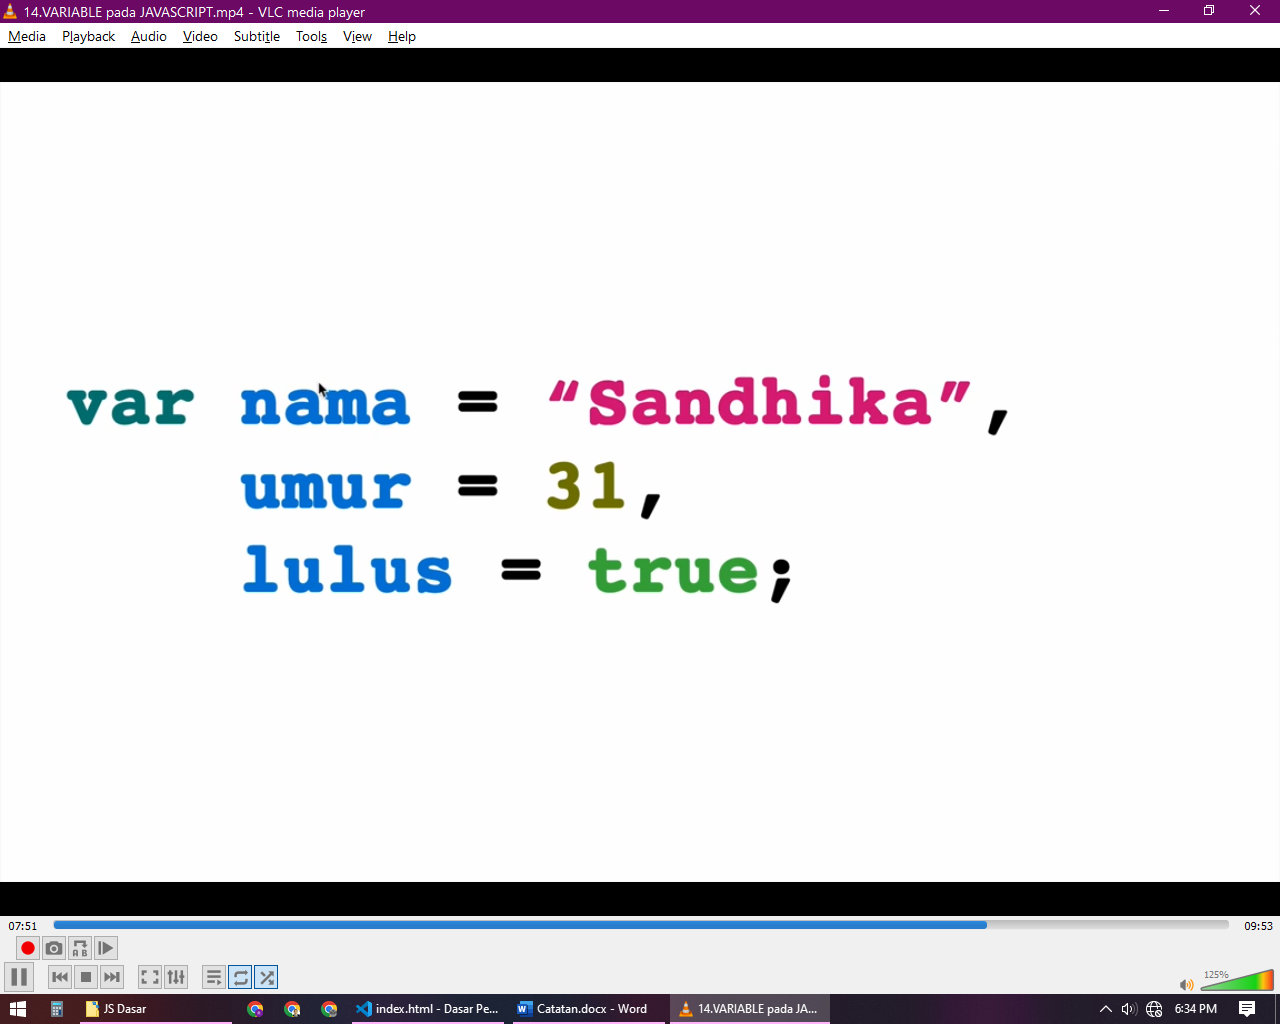 14.VARIABLE pada JAVASCRIPT.mp4 - VLC media player
Media Playback Audio Video Subtitle Tools View Help
var nama = “Sandhika”,
umur = 31,
lulus = true;
07:51 09:53
A B
125%
JS Dasar index.html - Dasar Pe... Catatan.docx - Word 14.VARIABLE pada JA... 6:34 PM